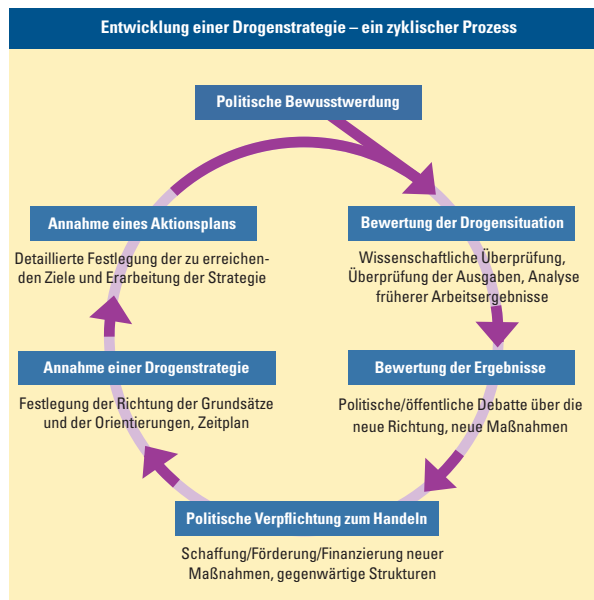 Entwicklung einer Drogenstrategie – ein zyklischer Prozess
Politische Bewusstwerdung
Bewertung der Drogensituation
Wissenschaftliche Überprüfung,
Überprüfung der Ausgaben, Analyse
früherer Arbeitsergebnisse
Bewertung der Ergebnisse
Politische/öffentliche Debatte über die
neue Richtung, neue Maßnahmen
Politische Verpflichtung zum Handeln
Schaffung/Förderung/Finanzierung neuer
Maßnahmen, gegenwärtige Strukturen
Annahme einer Drogenstrategie
Festlegung der Richtung der Grundsätze
und der Orientierungen, Zeitplan
Annahme eines Aktionsplans
Detaillierte Festlegung der zu erreichen-
den Ziele und Erarbeitung der Strategie